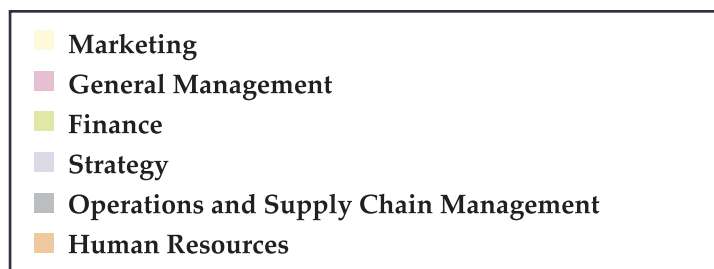 Marketing
General Management
Finance
Strategy
Operations and Supply Chain Management
Human Resources